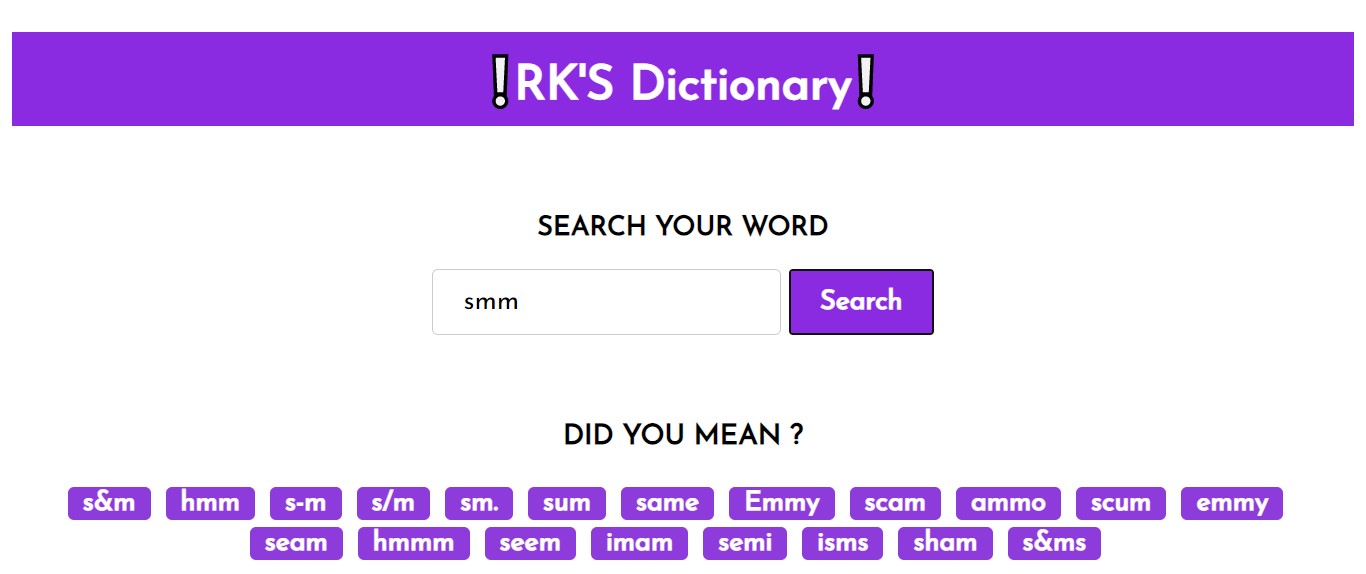 ❕RK'S Dictionary❕
SEARCH YOUR WORD
smm Search
DID YOU MEAN ?
s&m hmm s-m s/m sm. sum same Emmy scam ammo scum emmy
seam hmmm seem imam semi isms sham s&ms